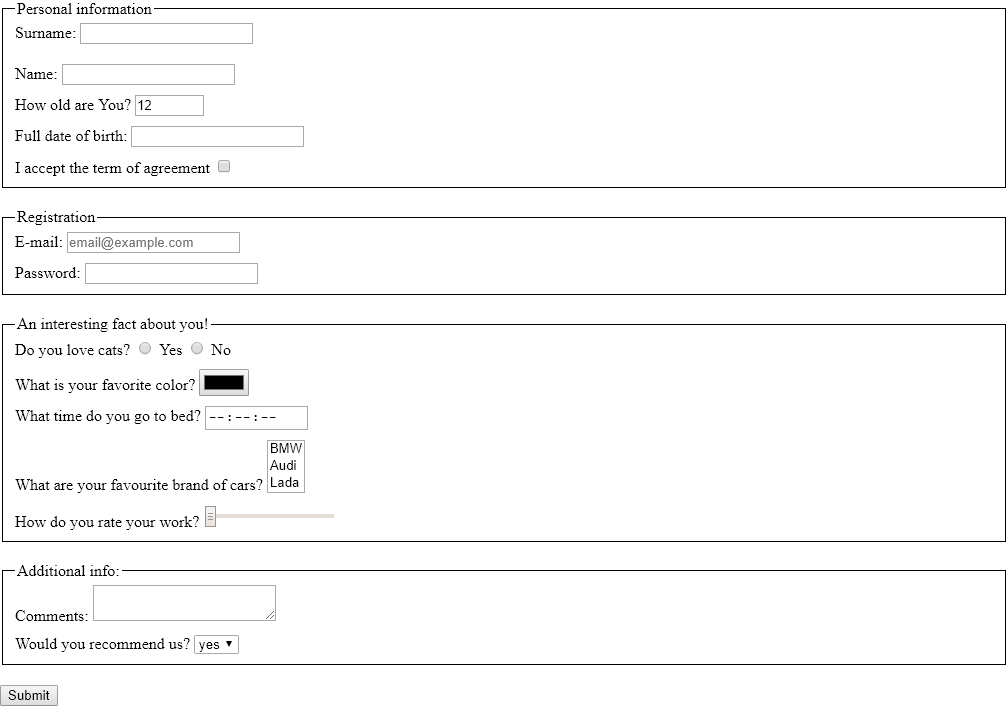 Personal information
Surname:
Name:
How old are You? 12
Full date of birth:
I accept the term of agreement
Registration
E-mail: email@example.com
Password:
An interesting fact about you!
Do you love cats? Yes No
What is your favorite color?
What time do you go to bed? --:--:--
BMW
Audi
What are your favourite brand of cars? Lada
How do you rate your work?
Additional info:
Comments:
Would you recommend us? yes
Submit